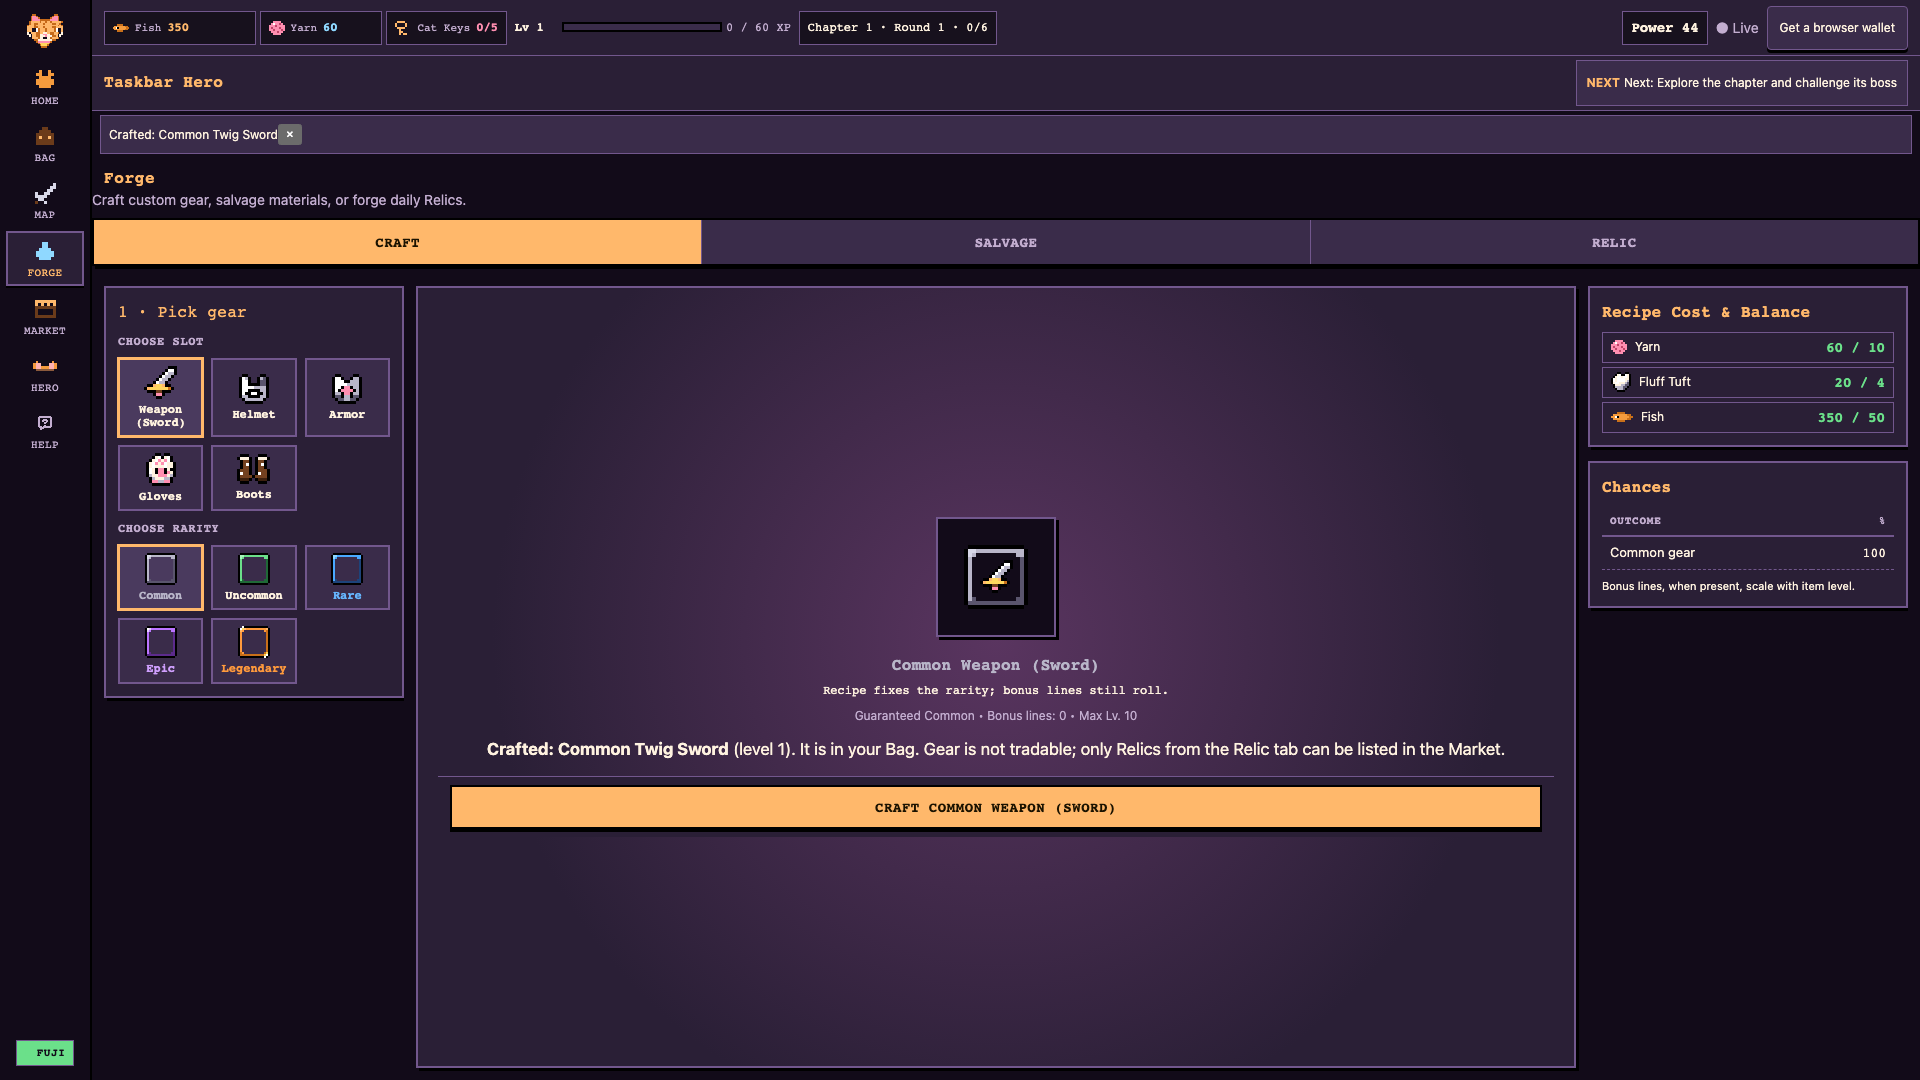 Fish 350
Yarn 60
Cat Keys 0/5
Lv 1
0 / 60 XP
Chapter 1 · Round 1 · 0/6
Power 44
Live
Get a browser wallet
HOME
BAG
MAP
FORGE
MARKET
HERO
HELP
FUJI
Taskbar Hero
NEXT Next: Explore the chapter and challenge its boss
Crafted: Common Twig Sword ×
Forge
Craft custom gear, salvage materials, or forge daily Relics.
CRAFT
SALVAGE
RELIC
1 · Pick gear
CHOOSE SLOT
Weapon
(Sword)
Helmet
Armor
Gloves
Boots
CHOOSE RARITY
Common
Uncommon
Rare
Epic
Legendary
Common Weapon (Sword)
Recipe fixes the rarity; bonus lines still roll.
Guaranteed Common • Bonus lines: 0 • Max Lv. 10
Crafted: Common Twig Sword (level 1). It is in your Bag. Gear is not tradable; only Relics from the Relic tab can be listed in the Market.
CRAFT COMMON WEAPON (SWORD)
Recipe Cost & Balance
Yarn 60 / 10
Fluff Tuft 20 / 4
Fish 350 / 50
Chances
OUTCOME %
Common gear 100
Bonus lines, when present, scale with item level.